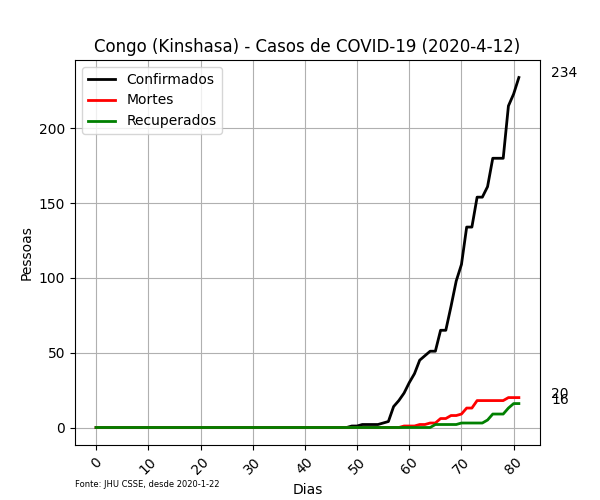 Congo (Kinshasa) - Casos de COVID-19 (2020-4-12)
Confirmados
Mortes
Recuperados
234
20
16
200
150
100
50
0
Pessoas
0 10 20 30 40 50 60 70 80
Dias
Fonte: JHU CSSE, desde 2020-1-22